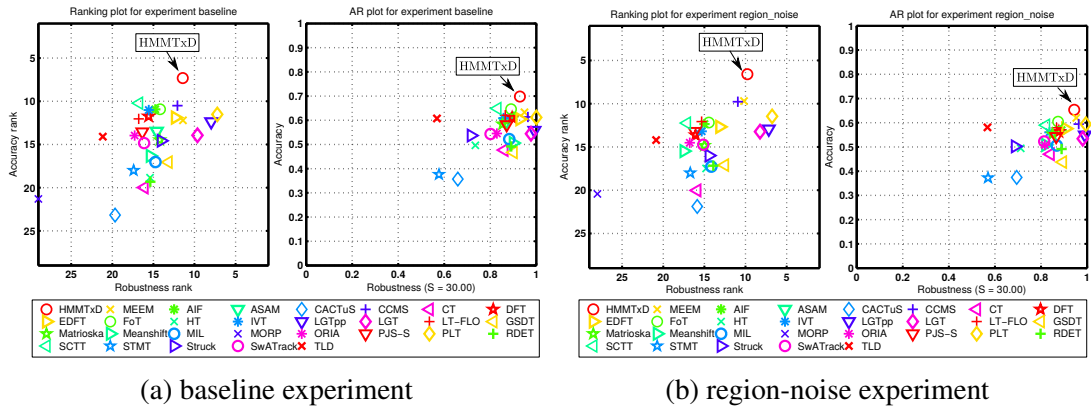 Ranking plot for experiment baseline
HMMTxD
Accuracy rank
5
10
15
20
25
25 20 15 10 5
Robustness rank
AR plot for experiment baseline
HMMTxD
Accuracy
1
0.9
0.8
0.7
0.6
0.5
0.4
0.3
0.2
0.1
0
0 0.2 0.4 0.6 0.8 1
Robustness (S = 30.00)
HMMTxD MEEM AIF ASAM CACTuS CCMS CT DFT
EDFT FoT HT IVT LGTpp LGT LT−FLO GSDT
Matrioska Meanshift MIL MORP ORIA PJS−S PLT RDET
SCTT STMT Struck SwATrack TLD
(a) baseline experiment
Ranking plot for experiment region_noise
HMMTxD
Accuracy rank
5
10
15
20
25
25 20 15 10 5
Robustness rank
AR plot for experiment region_noise
HMMTxD
Accuracy
1
0.9
0.8
0.7
0.6
0.5
0.4
0.3
0.2
0.1
0
0 0.2 0.4 0.6 0.8 1
Robustness (S = 30.00)
HMMTxD MEEM AIF ASAM CACTuS CCMS CT DFT
EDFT FoT HT IVT LGTpp LGT LT−FLO GSDT
Matrioska Meanshift MIL MORP ORIA PJS−S PLT RDET
SCTT STMT Struck SwATrack TLD
(b) region-noise experiment